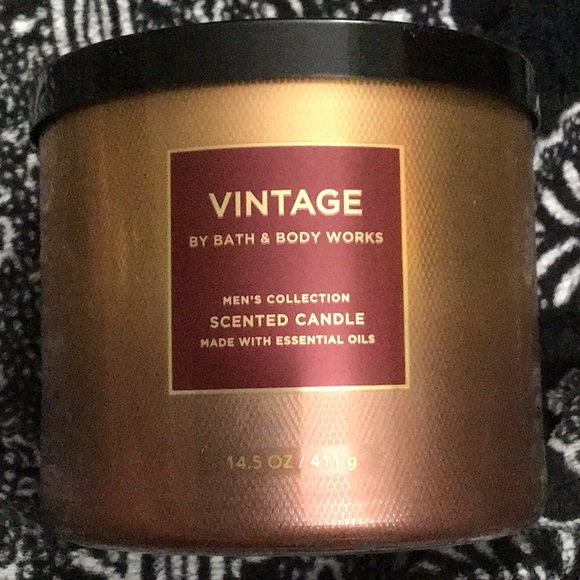 VINTAGE
BY BATH & BODY WORKS
MEN'S COLLECTION
SCENTED CANDLE
MADE WITH ESSENTIAL OILS
14.5 OZ / 411 g